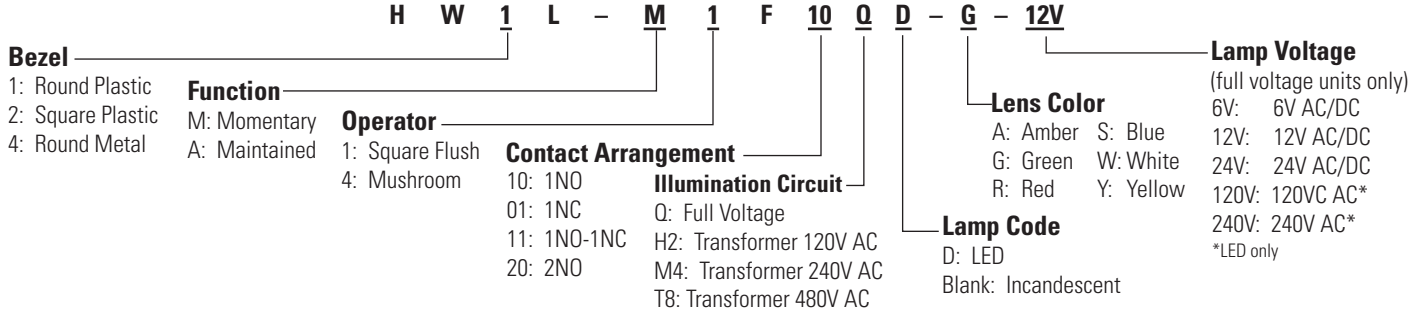 H W 1 L – M 1 F 10 Q D – G – 12V
Bezel
1: Round Plastic
2: Square Plastic
4: Round Metal
Function
M: Momentary
A: Maintained
Operator
1: Square Flush
4: Mushroom
Contact Arrangement
10: 1NO
01: 1NC
11: 1NO-1NC
20: 2NO
Illumination Circuit
Q: Full Voltage
H2: Transformer 120V AC
M4: Transformer 240V AC
T8: Transformer 480V AC
Lamp Code
D: LED
Blank: Incandescent
Lens Color
A: Amber S: Blue
G: Green W: White
R: Red Y: Yellow
Lamp Voltage
(full voltage units only)
6V: 6V AC/DC
12V: 12V AC/DC
24V: 24V AC/DC
120V: 120VC AC*
240V: 240V AC*
*LED only